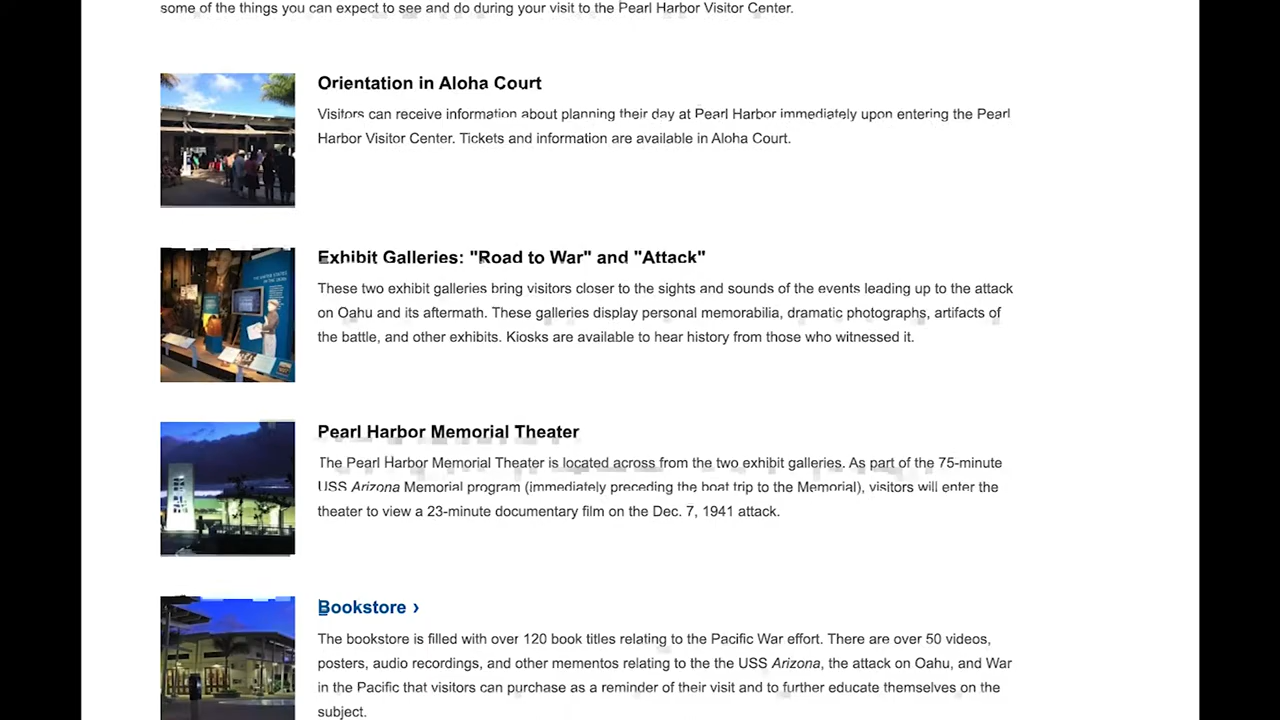 some of the things you can expect to see and do during your visit to the Pearl Harbor Visitor Center.
Orientation in Aloha Court
Visitors can receive information about planning their day at Pearl Harbor immediately upon entering the Pearl
Harbor Visitor Center. Tickets and information are available in Aloha Court.
Exhibit Galleries: "Road to War" and "Attack"
These two exhibit galleries bring visitors closer to the sights and sounds of the events leading up to the attack
on Oahu and its aftermath. These galleries display personal memorabilia, dramatic photographs, artifacts of
the battle, and other exhibits. Kiosks are available to hear history from those who witnessed it.
Pearl Harbor Memorial Theater
The Pearl Harbor Memorial Theater is located across from the two exhibit galleries. As part of the 75-minute
USS Arizona Memorial program (immediately preceding the boat trip to the Memorial), visitors will enter the
theater to view a 23-minute documentary film on the Dec. 7, 1941 attack.
Bookstore ›
The bookstore is filled with over 120 book titles relating to the Pacific War effort. There are over 50 videos,
posters, audio recordings, and other mementos relating to the the USS Arizona, the attack on Oahu, and War
in the Pacific that visitors can purchase as a reminder of their visit and to further educate themselves on the
subject.